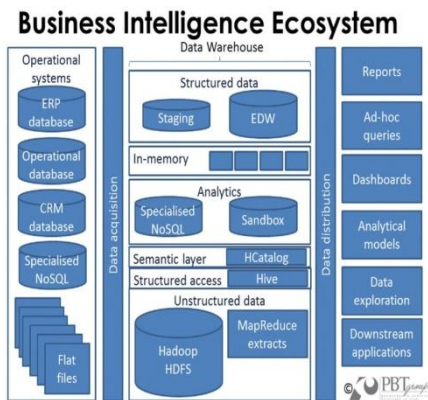 Business Intelligence Ecosystem
Data Warehouse
Operational
systems
ERP
database
Operational
database
CRM
database
Specialised
NoSQL
Flat
files
Data acquisition
Structured data
Staging
EDW
In-memory
Analytics
Specialised
NoSQL
Sandbox
Semantic layer
HCatalog
Structured access
Hive
Unstructured data
Hadoop
HDFS
MapReduce
extracts
Data distribution
Reports
Ad-hoc
queries
Dashboards
Analytical
models
Data
exploration
Downstream
applications
© PBTgroup